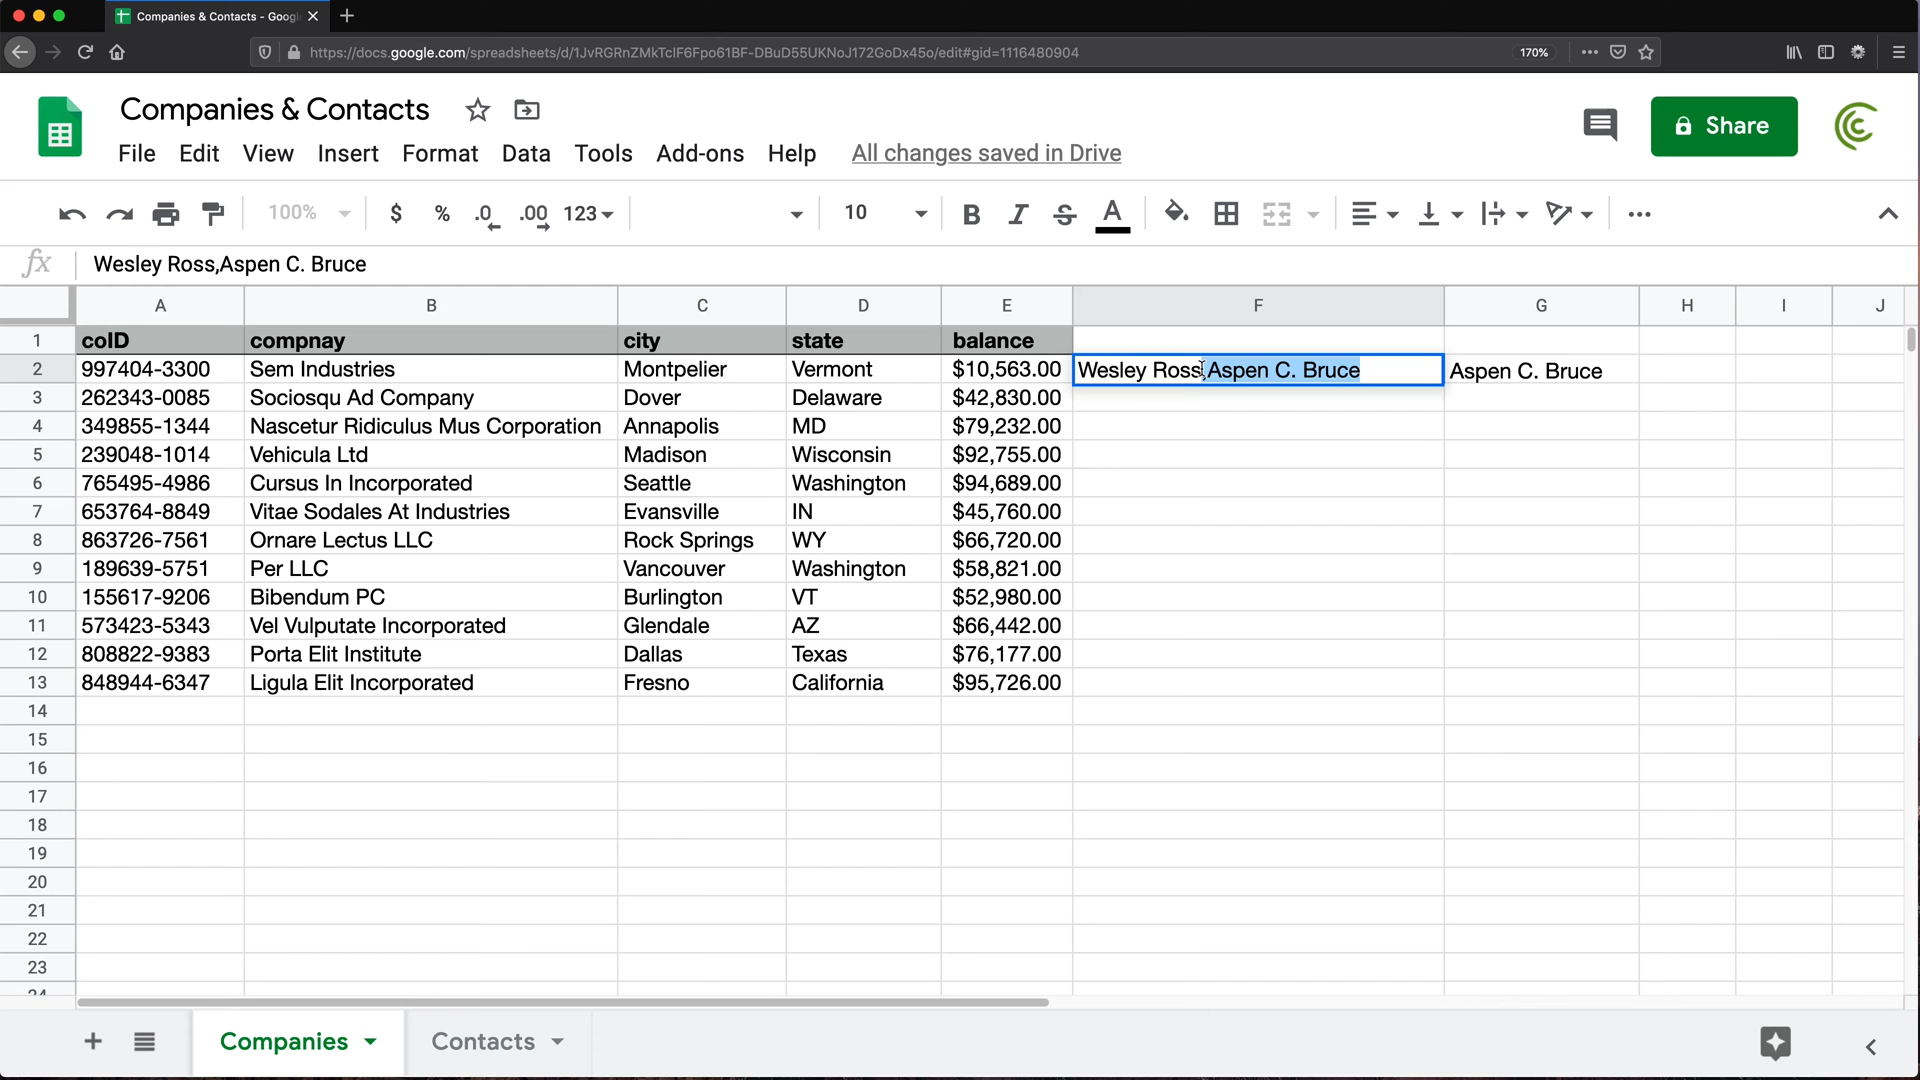 Companies & Contacts - Googl
https://docs.google.com/spreadsheets/d/1JvRGRnZMkTcIF6Fpo61BF-DBuD55UKNoJ172GoDx45o/edit#gid=1116480904 170%
Companies & Contacts
File Edit View Insert Format Data Tools Add-ons Help All changes saved in Drive
Share
100% $ % .0 .00 123 10 B I S A
fx Wesley Ross,Aspen C. Bruce
A B C D E F G H I J
1 coID compnay city state balance
2 997404-3300 Sem Industries Montpelier Vermont $10,563.00 Wesley Ross,Aspen C. Bruce Aspen C. Bruce
3 262343-0085 Sociosqu Ad Company Dover Delaware $42,830.00
4 349855-1344 Nascetur Ridiculus Mus Corporation Annapolis MD $79,232.00
5 239048-1014 Vehicula Ltd Madison Wisconsin $92,755.00
6 765495-4986 Cursus In Incorporated Seattle Washington $94,689.00
7 653764-8849 Vitae Sodales At Industries Evansville IN $45,760.00
8 863726-7561 Ornare Lectus LLC Rock Springs WY $66,720.00
9 189639-5751 Per LLC Vancouver Washington $58,821.00
10 155617-9206 Bibendum PC Burlington VT $52,980.00
11 573423-5343 Vel Vulputate Incorporated Glendale AZ $66,442.00
12 808822-9383 Porta Elit Institute Dallas Texas $76,177.00
13 848944-6347 Ligula Elit Incorporated Fresno California $95,726.00
14
15
16
17
18
19
20
21
22
23
24
Companies Contacts